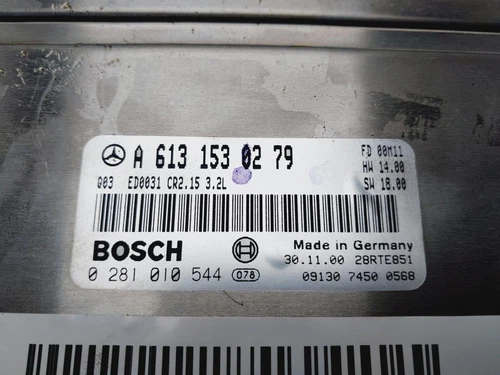 A 613 153 02 79
FD 00M11
HW 14.00
SW 18.00
Q03 ED0031 CR2.15 3.2L
BOSCH
Made in Germany
30.11.00 28RTE851
0 281 010 544 078
09130 7450 0568